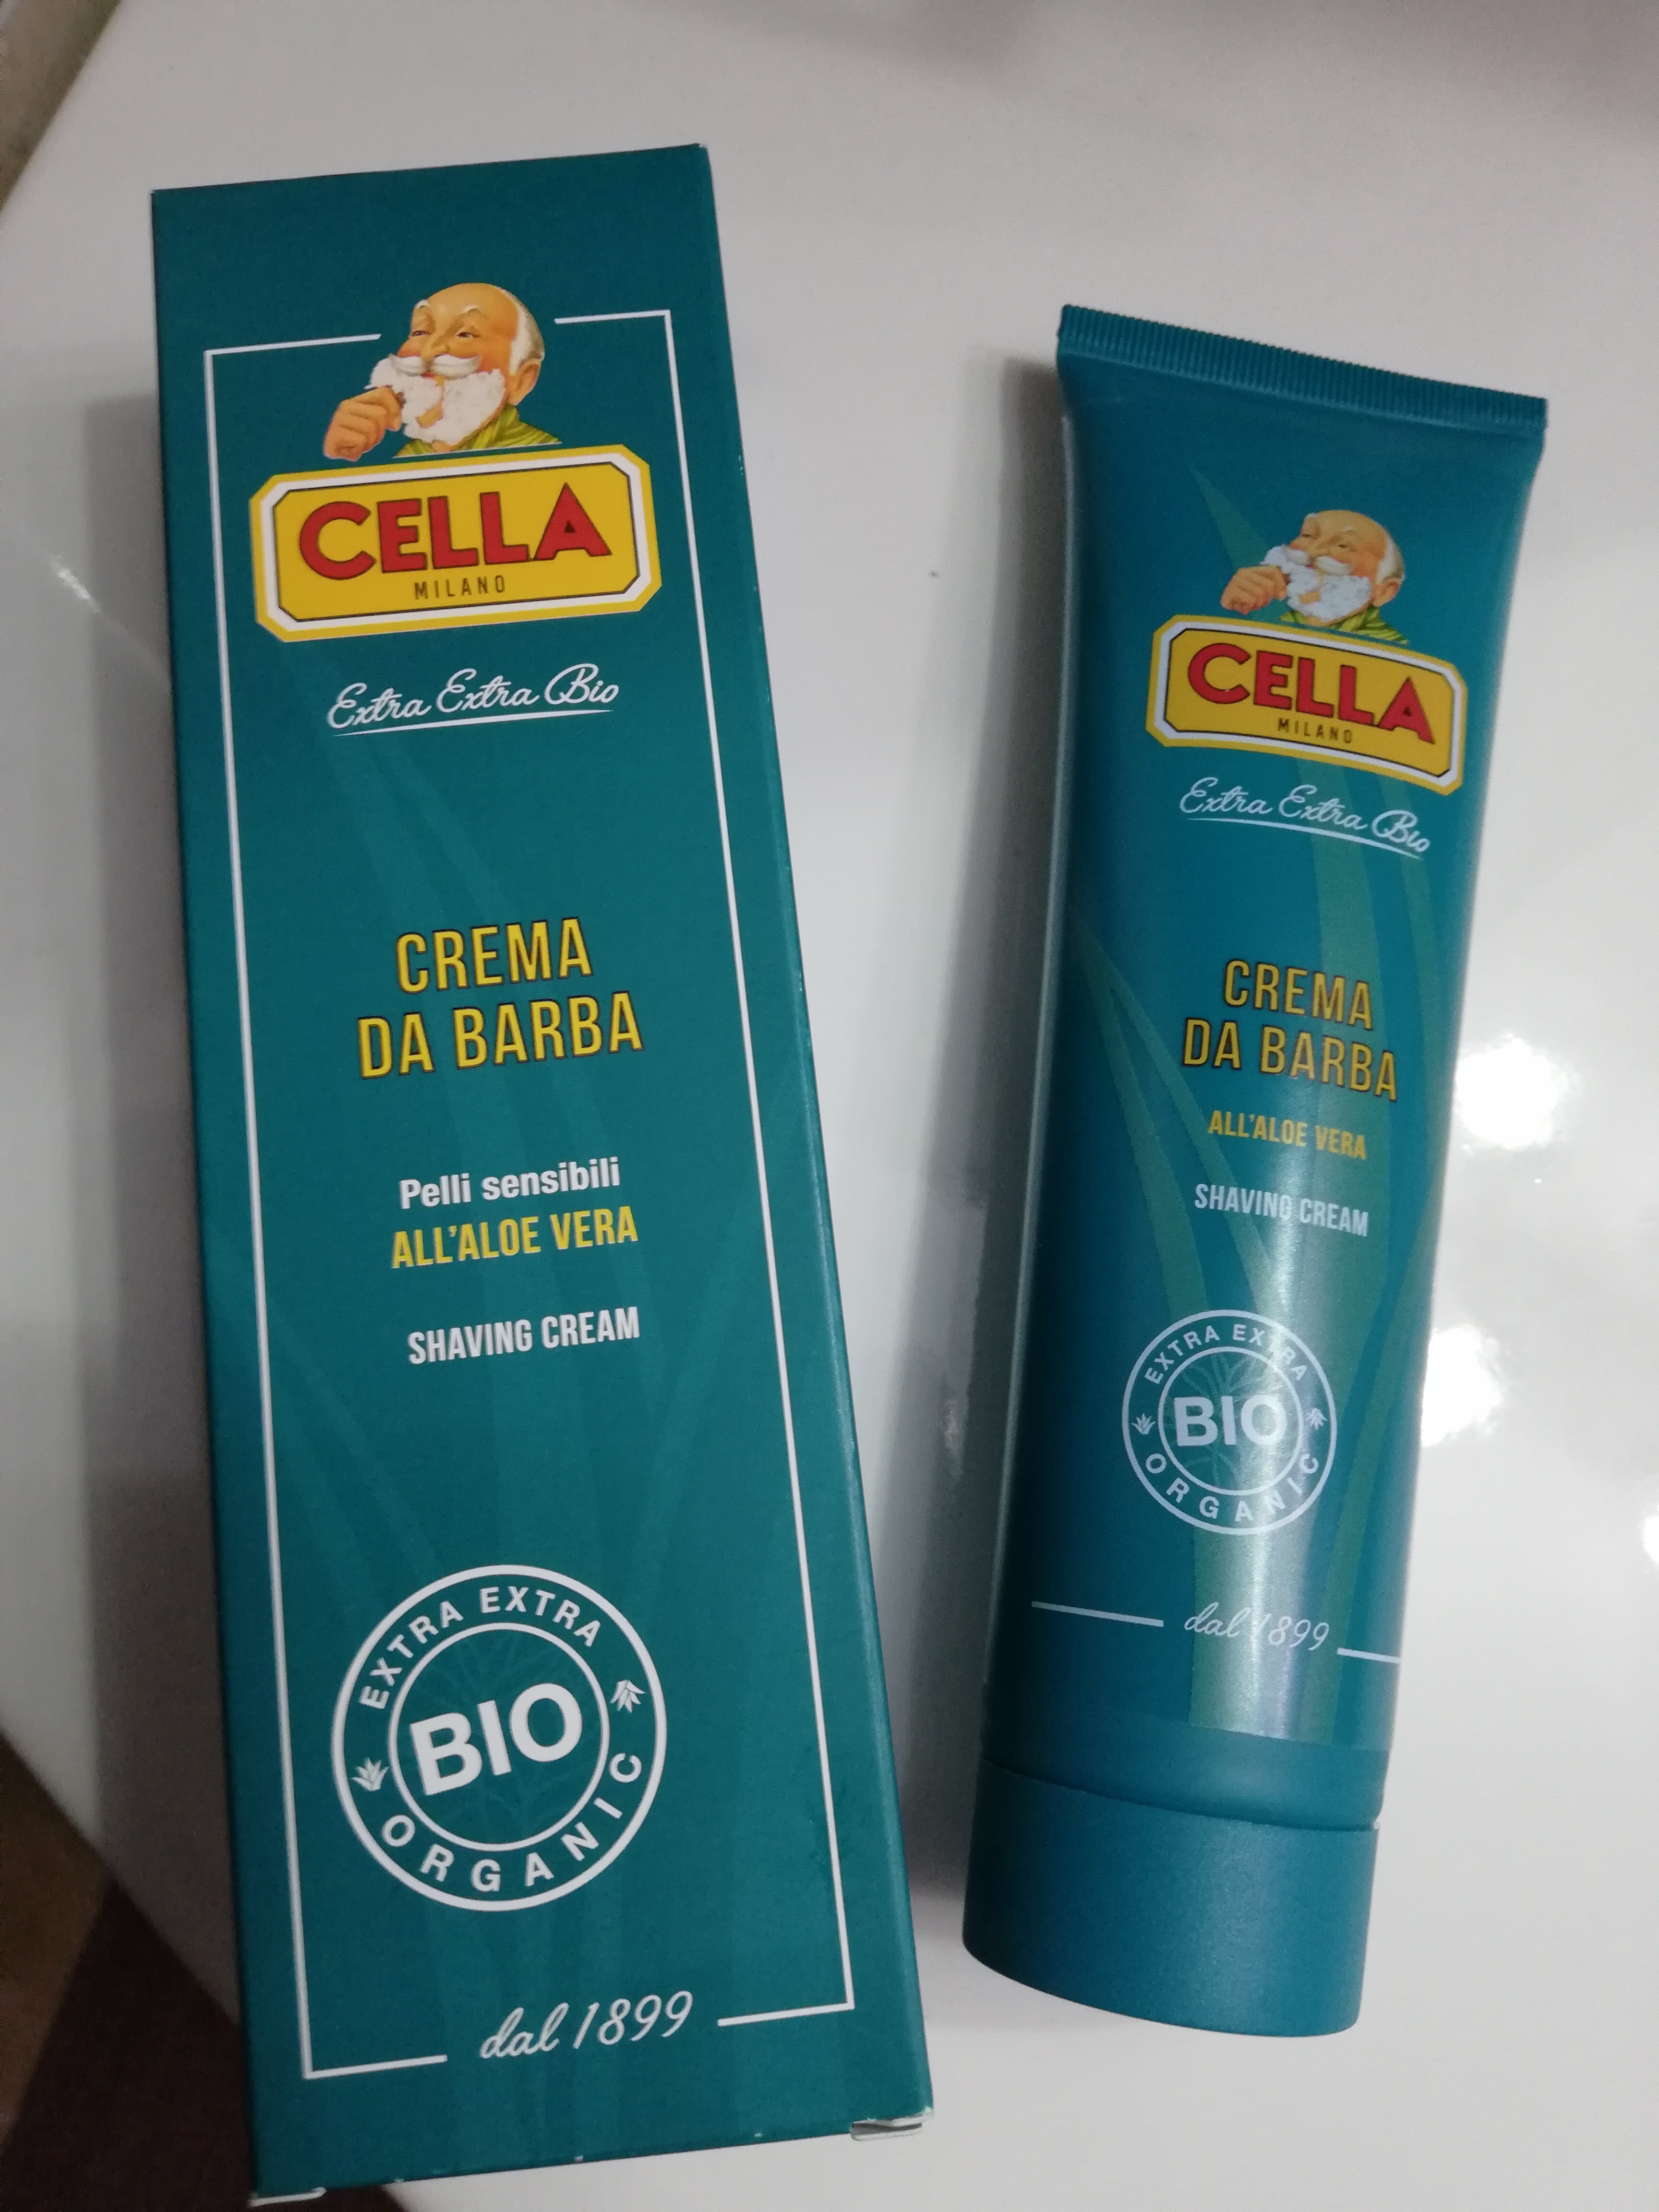 CELLA
MILANO
Extra Extra Bio
CREMA
DA BARBA
Pelli sensibili
ALL'ALOE VERA
SHAVING CREAM
EXTRA EXTRA
BIO
ORGANIC
dal 1899
CELLA
MILANO
Extra Extra Bio
CREMA
DA BARBA
ALL'ALOE VERA
SHAVING CREAM
EXTRA EXTRA
BIO
ORGANIC
dal 1899